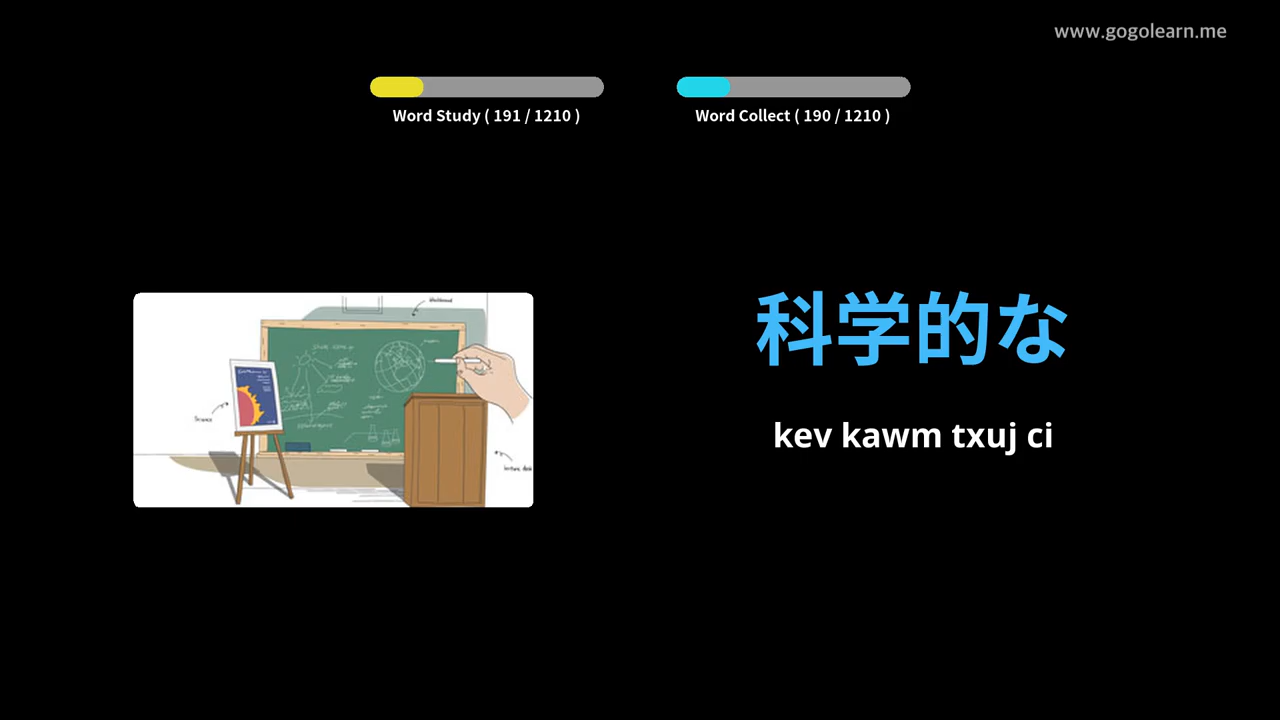 www.gogolearn.me
Word Study ( 191 / 1210 )
Word Collect ( 190 / 1210 )
科学的な
kev kawm txuj ci
Science